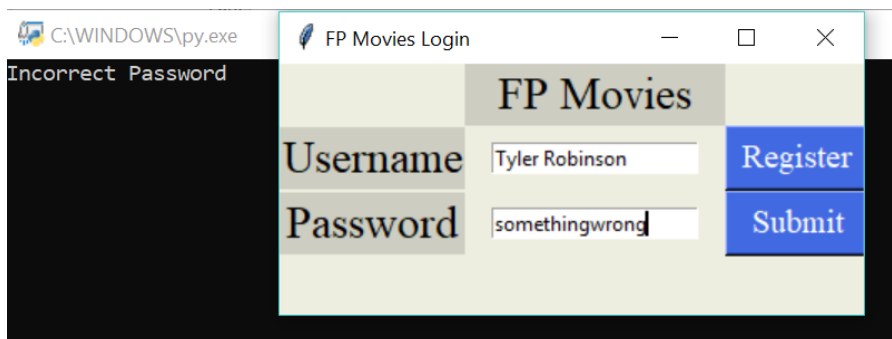 C:\WINDOWS\py.exe
Incorrect Password
FP Movies Login
FP Movies
Username Tyler Robinson Register
Password somethingwrong Submit